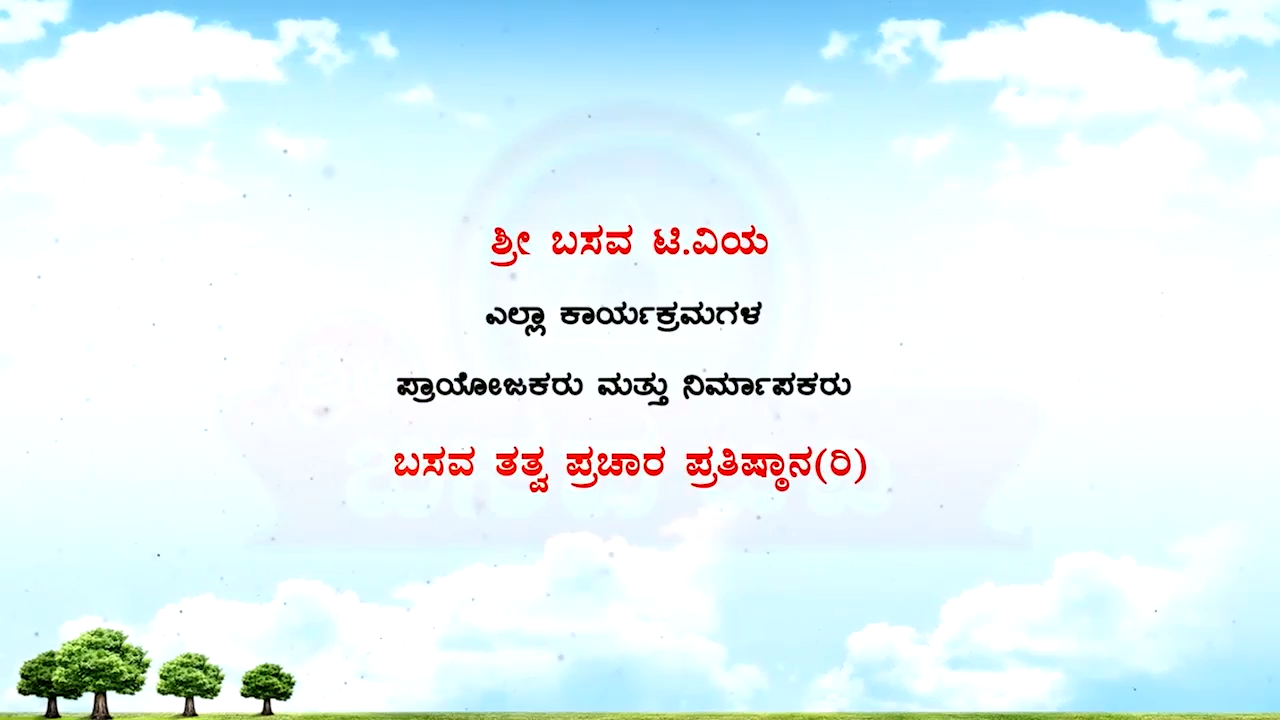 ಶ್ರೀ ಬಸವ ಟಿ.ವಿಯ
ಎಲ್ಲಾ ಕಾರ್ಯಕ್ರಮಗಳ
ಪ್ರಾಯೋಜಕರು ಮತ್ತು ನಿರ್ಮಾಪಕರು
ಬಸವ ತತ್ವ ಪ್ರಚಾರ ಪ್ರತಿಷ್ಠಾನ(ರಿ)